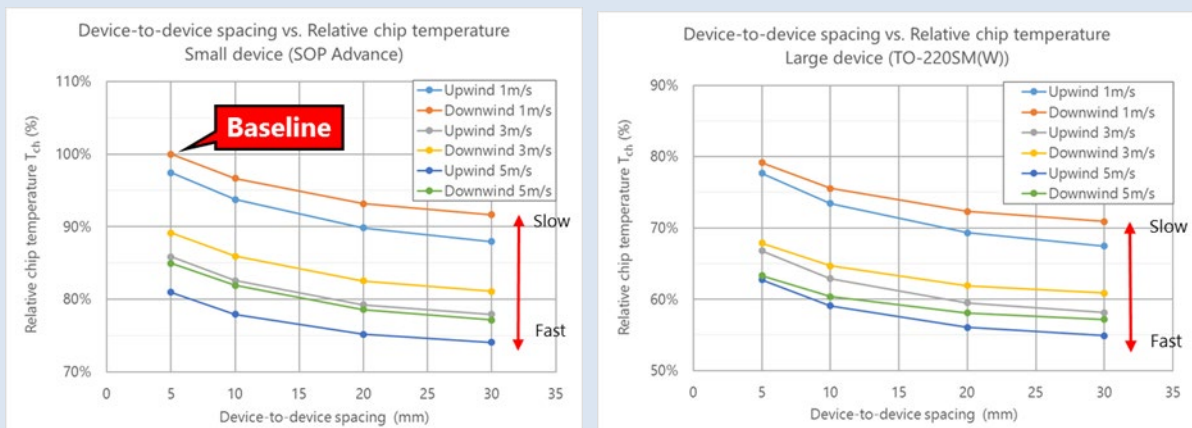 Device-to-device spacing vs. Relative chip temperature
Small device (SOP Advance)
Relative chip temperature Tch (%)
110%
100%
90%
80%
70%
Baseline
Upwind 1m/s
Downwind 1m/s
Upwind 3m/s
Downwind 3m/s
Upwind 5m/s
Downwind 5m/s
Slow
Fast
0 5 10 15 20 25 30 35
Device-to-device spacing (mm)
Device-to-device spacing vs. Relative chip temperature
Large device (TO-220SM(W))
Relative chip temperature Tch (%)
90%
80%
70%
60%
50%
Upwind 1m/s
Downwind 1m/s
Upwind 3m/s
Downwind 3m/s
Upwind 5m/s
Downwind 5m/s
Slow
Fast
0 5 10 15 20 25 30 35
Device-to-device spacing (mm)